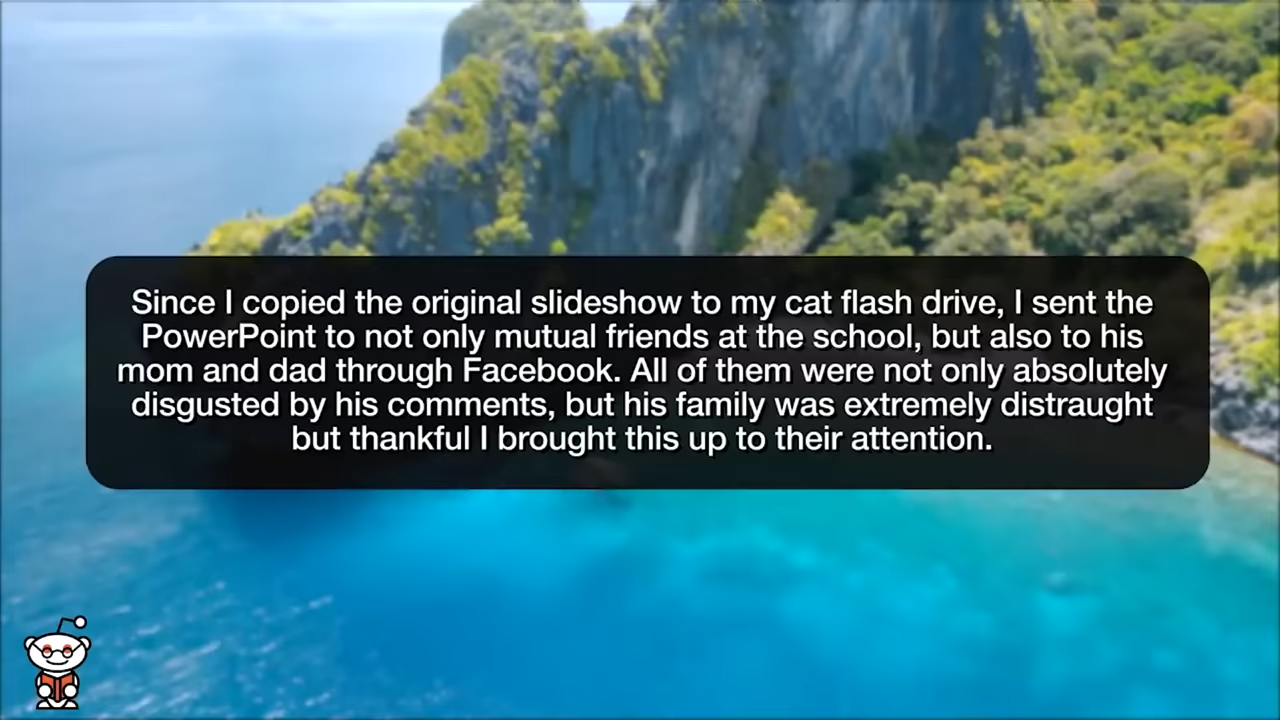 Since I copied the original slideshow to my cat flash drive, I sent the
PowerPoint to not only mutual friends at the school, but also to his
mom and dad through Facebook. All of them were not only absolutely
disgusted by his comments, but his family was extremely distraught
but thankful I brought this up to their attention.